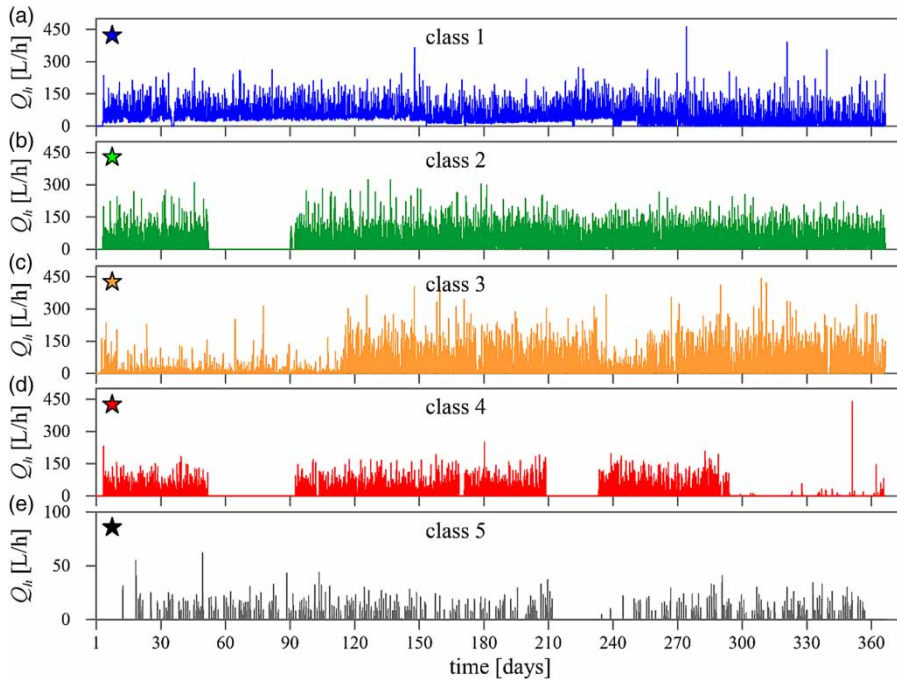 (a)
Qh [L/h]
450
300
150
0
class 1
(b)
Qh [L/h]
450
300
150
0
class 2
(c)
Qh [L/h]
450
300
150
0
class 3
(d)
Qh [L/h]
450
300
150
0
class 4
(e)
Qh [L/h]
100
50
0
class 5
1 30 60 90 120 150 180 210 240 270 300 330 360
time [days]